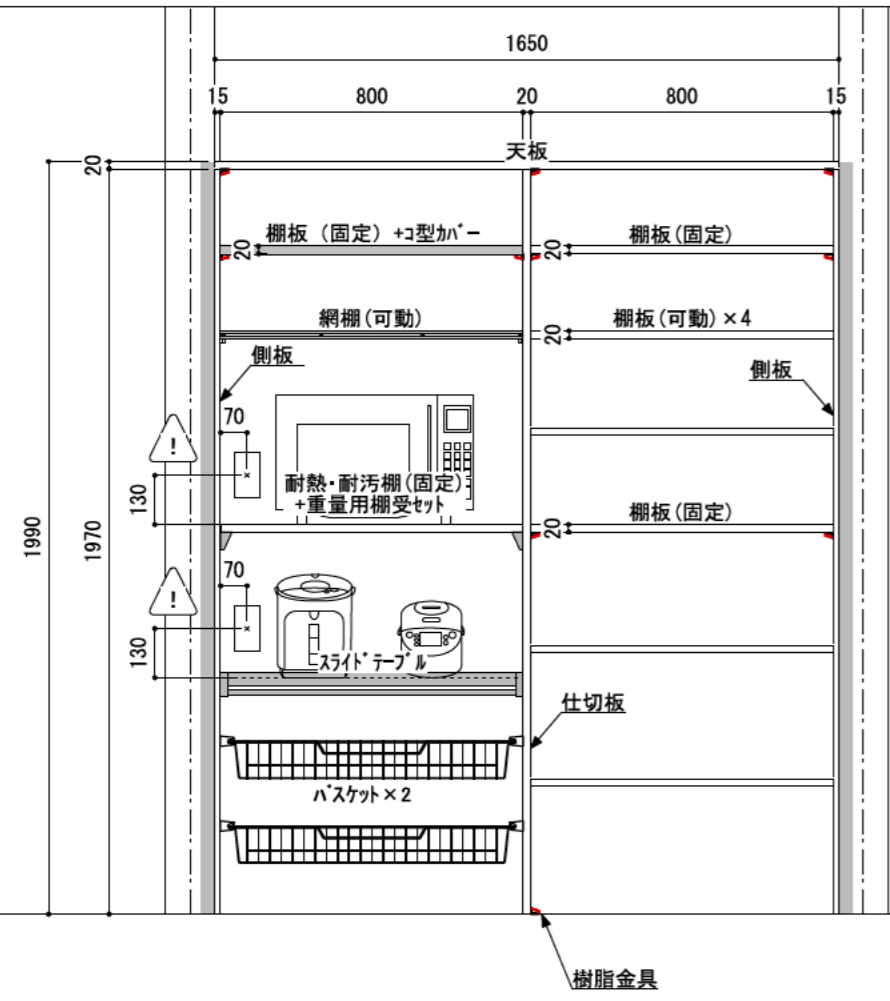 1650
15
800
20
800
15
天板
20
棚板（固定）+コ型ｶﾊﾞｰ
20
棚板(固定)
20
網棚(可動)
棚板(可動)×4
20
側板
側板
70
!
130
耐熱・耐汚棚(固定)
+重量用棚受ｾｯﾄ
棚板(固定)
20
1990
1970
70
!
130
ｽﾗｲﾄﾞﾃｰﾌﾞﾙ
仕切板
ﾊﾞｽｹｯﾄ×2
樹脂金具